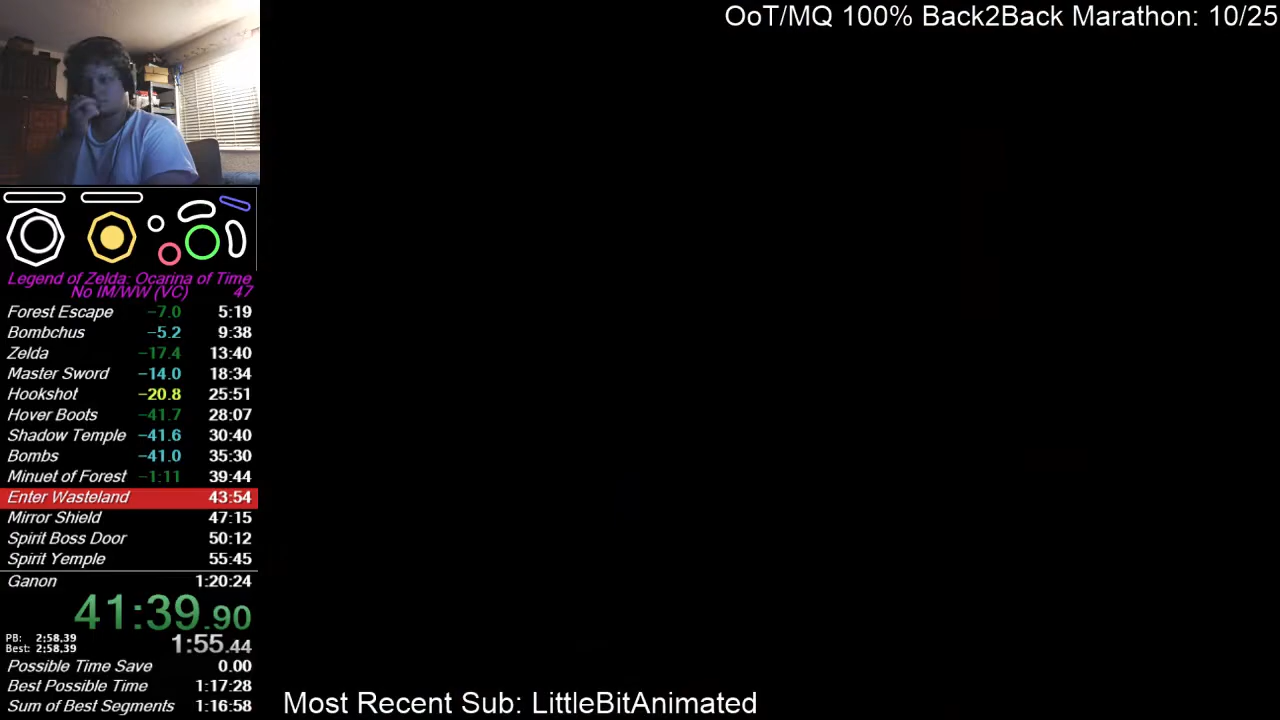 OoT/MQ 100% Back2Back Marathon: 10/25
Legend of Zelda: Ocarina of Time
No IM/WW (VC) 47
Forest Escape -7.0 5:19
Bombchus -5.2 9:38
Zelda -17.4 13:40
Master Sword -14.0 18:34
Hookshot -20.8 25:51
Hover Boots -41.7 28:07
Shadow Temple -41.6 30:40
Bombs -41.0 35:30
Minuet of Forest -1:11 39:44
Enter Wasteland 43:54
Mirror Shield 47:15
Spirit Boss Door 50:12
Spirit Yemple 55:45
Ganon 1:20:24
41:39.90
PB: 2:58.39
Best: 2:58.39
1:55.44
Possible Time Save 0.00
Best Possible Time 1:17:28
Sum of Best Segments 1:16:58
Most Recent Sub: LittleBitAnimated